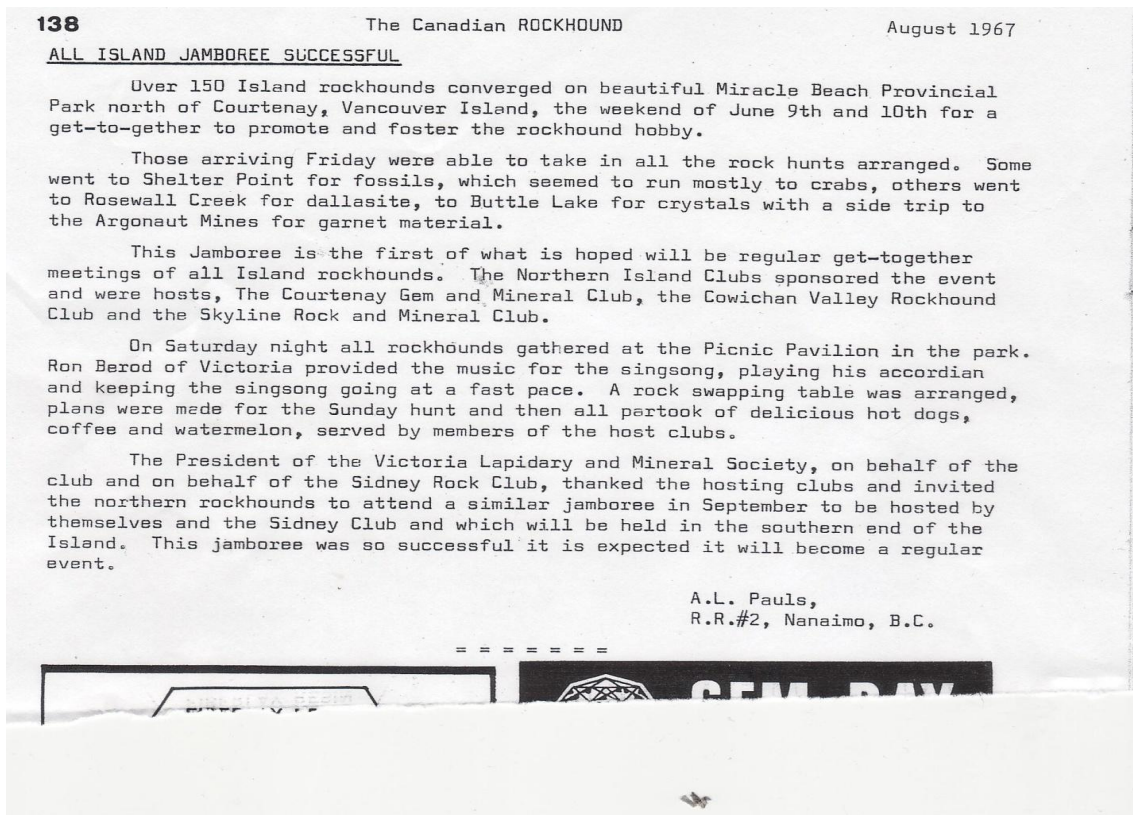 138 The Canadian ROCKHOUND August 1967
ALL ISLAND JAMBOREE SUCCESSFUL
Over 150 Island rockhounds converged on beautiful Miracle Beach Provincial
Park north of Courtenay, Vancouver Island, the weekend of June 9th and 10th for a
get-to-gether to promote and foster the rockhound hobby.
Those arriving Friday were able to take in all the rock hunts arranged. Some
went to Shelter Point for fossils, which seemed to run mostly to crabs, others went
to Rosewall Creek for dallasite, to Buttle Lake for crystals with a side trip to
the Argonaut Mines for garnet material.
This Jamboree is the first of what is hoped will be regular get-together
meetings of all Island rockhounds. The Northern Island Clubs sponsored the event
and were hosts, The Courtenay Gem and Mineral Club, the Cowichan Valley Rockhound
Club and the Skyline Rock and Mineral Club.
On Saturday night all rockhounds gathered at the Picnic Pavilion in the park.
Ron Berod of Victoria provided the music for the singsong, playing his accordian
and keeping the singsong going at a fast pace. A rock swapping table was arranged,
plans were made for the Sunday hunt and then all partook of delicious hot dogs,
coffee and watermelon, served by members of the host clubs.
The President of the Victoria Lapidary and Mineral Society, on behalf of the
club and on behalf of the Sidney Rock Club, thanked the hosting clubs and invited
the northern rockhounds to attend a similar jamboree in September to be hosted by
themselves and the Sidney Club and which will be held in the southern end of the
Island. This jamboree was so successful it is expected it will become a regular
event.
A.L. Pauls,
R.R.#2, Nanaimo, B.C.
= = = = = = =
GEM DAY